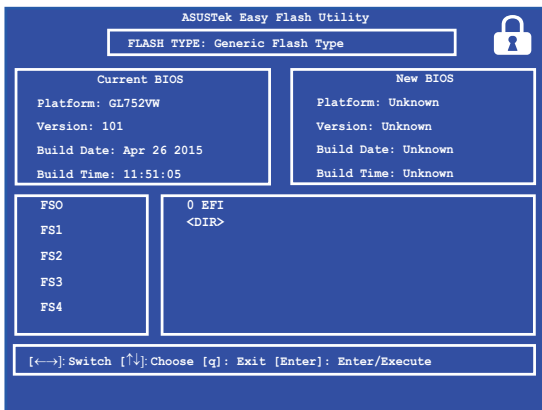 ASUSTek Easy Flash Utility
FLASH TYPE: Generic Flash Type
Current BIOS
Platform: GL752VW
Version: 101
Build Date: Apr 26 2015
Build Time: 11:51:05
New BIOS
Platform: Unknown
Version: Unknown
Build Date: Unknown
Build Time: Unknown
FSO
FS1
FS2
FS3
FS4
0 EFI
<DIR>
[←→]: Switch [↑↓]: Choose [q]: Exit [Enter]: Enter/Execute